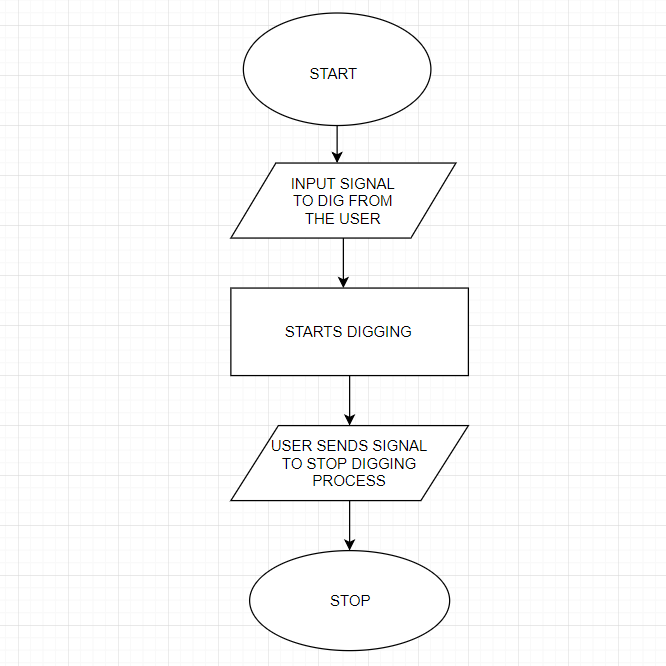 START
INPUT SIGNAL
TO DIG FROM
THE USER
STARTS DIGGING
USER SENDS SIGNAL
TO STOP DIGGING
PROCESS
STOP